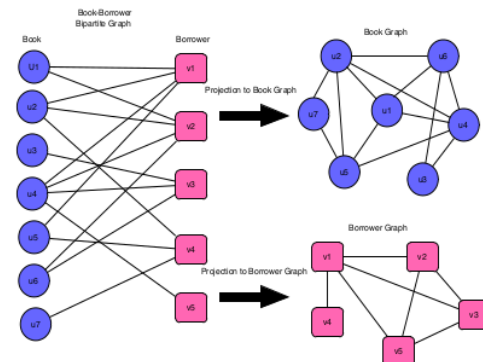 Book-Borrower
Bipartite Graph
Book
Borrower
U1
u2
u3
u4
u5
u6
u7
v1
v2
v3
v4
v5
Projection to Book Graph
Book Graph
u2
u6
u7
u1
u4
u5
u3
Projection to Borrower Graph
Borrower Graph
v1
v2
v4
v3
v5